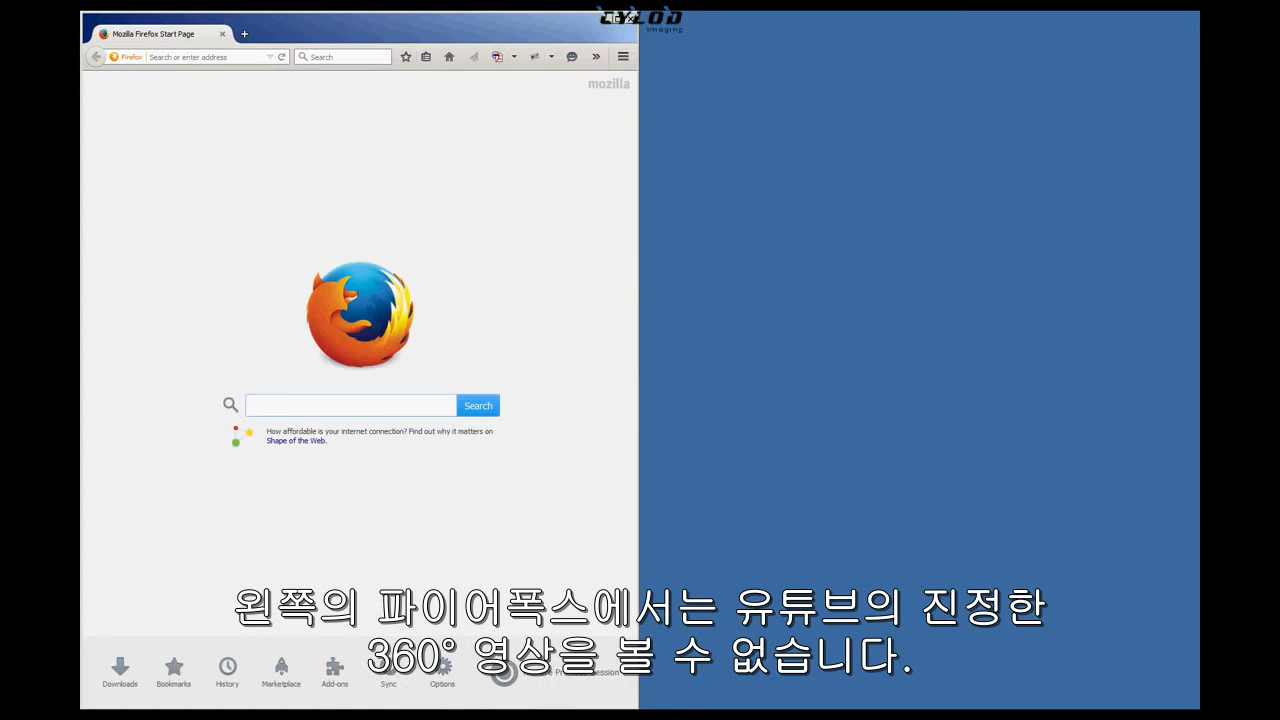 CYLOD
imaging
Mozilla Firefox Start Page
Firefox Search or enter address
Search
mozilla
Search
How affordable is your internet connection? Find out why it matters on
Shape of the Web.
왼쪽의 파이어폭스에서는 유튜브의 진정한
360° 영상을 볼 수 없습니다.
Downloads
Bookmarks
History
Marketplace
Add-ons
Sync
Options